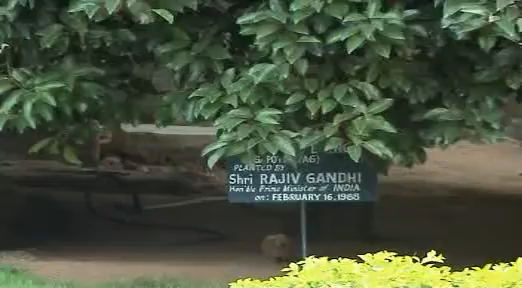 PLANTED BY
Shri RAJIV GANDHI
Hon'ble Prime Minister of INDIA
on: FEBRUARY 16, 1988